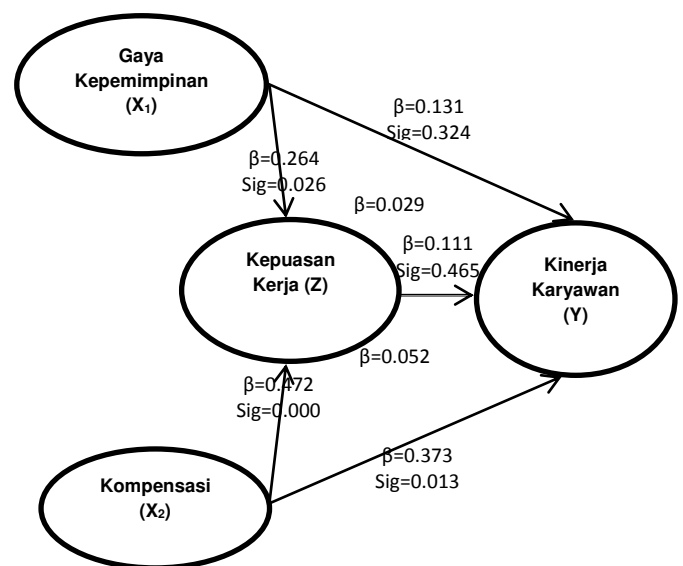 Gaya
Kepemimpinan
(X₁)
β=0.131
Sig=0.324
β=0.264
Sig=0.026
β=0.029
Kepuasan
Kerja (Z)
β=0.111
Sig=0.465
Kinerja
Karyawan
(Y)
β=0.052
β=0.472
Sig=0.000
β=0.373
Sig=0.013
Kompensasi
(X₂)